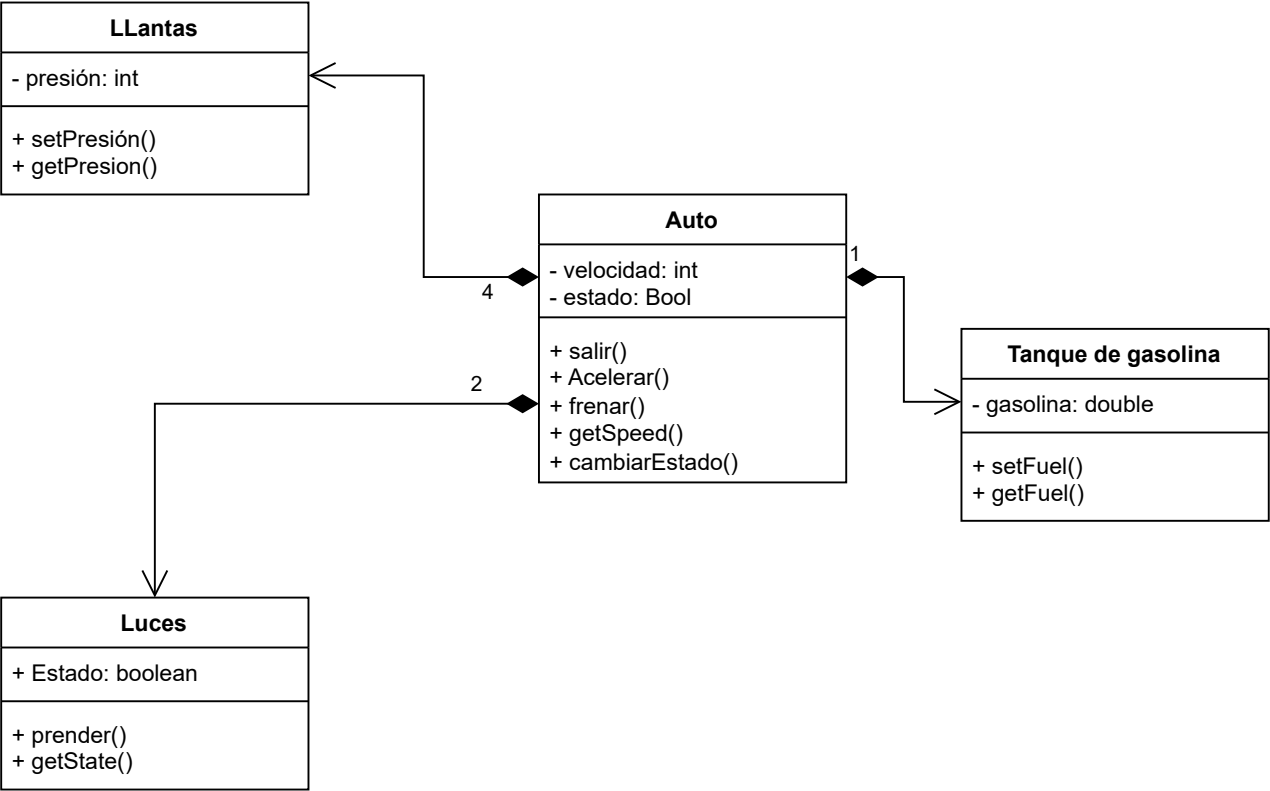 LLantas
- presión: int
+ setPresión()
+ getPresion()
Auto
- velocidad: int
- estado: Bool
+ salir()
+ Acelerar()
+ frenar()
+ getSpeed()
+ cambiarEstado()
4
2
1
Tanque de gasolina
- gasolina: double
+ setFuel()
+ getFuel()
Luces
+ Estado: boolean
+ prender()
+ getState()